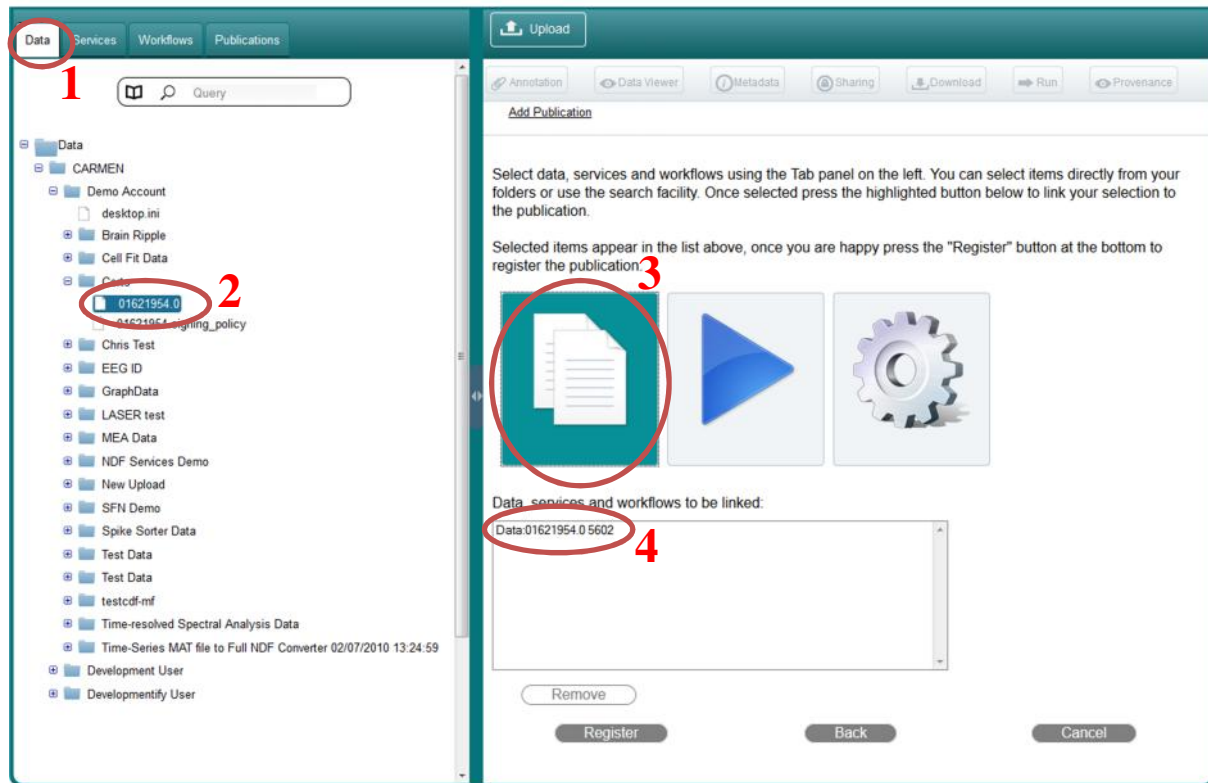 Data Services Workflows Publications
1
Query
Data
CARMEN
Demo Account
desktop.ini
Brain Ripple
Cell Fit Data
Certs
01621954.0
2
01621954.signing_policy
Chris Test
EEG ID
GraphData
LASER test
MEA Data
NDF Services Demo
New Upload
SFN Demo
Spike Sorter Data
Test Data
Test Data
testcdf-mf
Time-resolved Spectral Analysis Data
Time-Series MAT file to Full NDF Converter 02/07/2010 13:24:59
Development User
Developmentify User
Upload
Annotation Data Viewer Metadata Sharing Download Run Provenance
Add Publication
Select data, services and workflows using the Tab panel on the left. You can select items directly from your
folders or use the search facility. Once selected press the highlighted button below to link your selection to
the publication.
Selected items appear in the list above, once you are happy press the "Register" button at the bottom to
register the publication:
3
Data, services and workflows to be linked:
Data:01621954.0 5602
4
Remove
Register Back Cancel